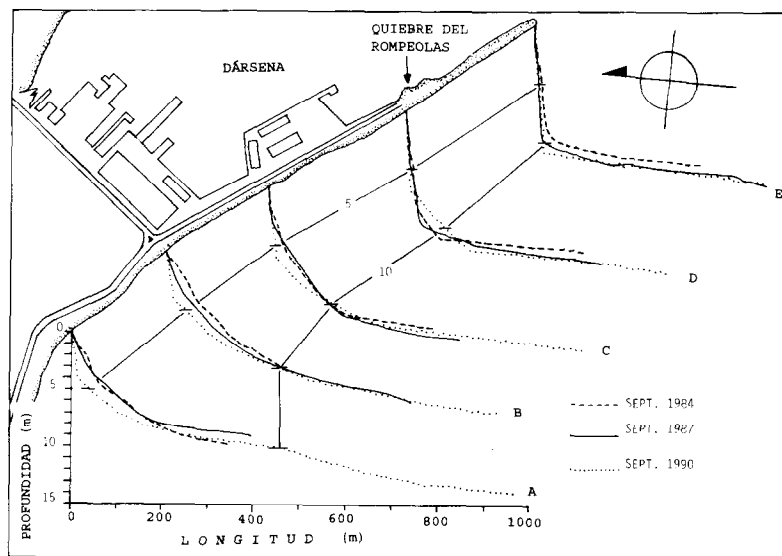 QUIEBRE DEL
ROMPEOLAS
DÁRSENA
5
10
E
D
C
B
A
0
5
10
15
PROFUNDIDAD (m)
0 200 400 600 800 1000
LONGITUD (m)
SEPT. 1984
SEPT. 1987
SEPT. 1990